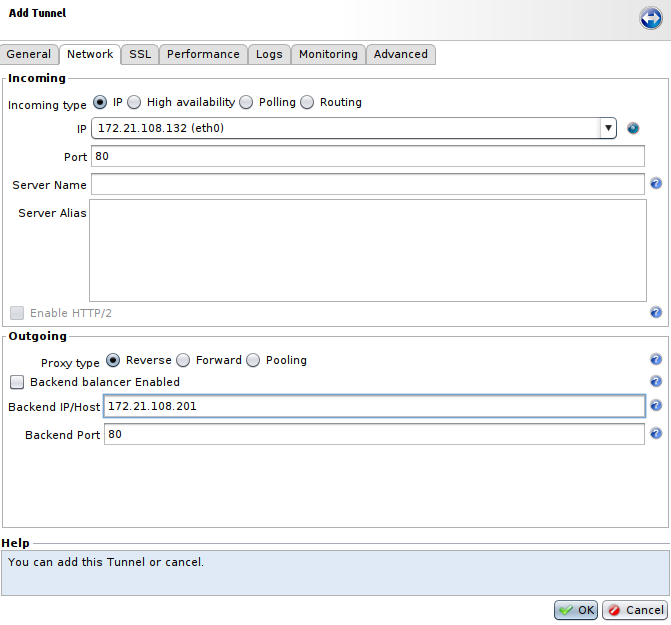 Add Tunnel
General Network SSL Performance Logs Monitoring Advanced
Incoming
Incoming type IP High availability Polling Routing
IP 172.21.108.132 (eth0)
Port 80
Server Name
Server Alias
Enable HTTP/2
Outgoing
Proxy type Reverse Forward Pooling
Backend balancer Enabled
Backend IP/Host 172.21.108.201
Backend Port 80
Help
You can add this Tunnel or cancel.
OK Cancel